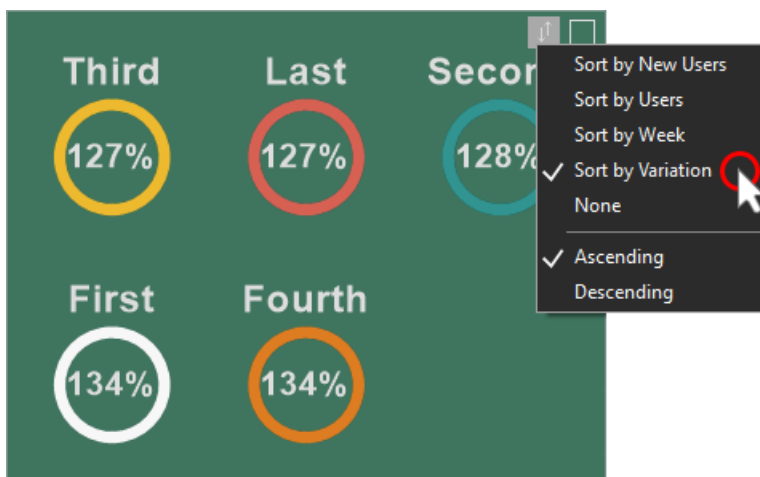 Third Last Secon
127% 127% 128%
First Fourth
134% 134%
Sort by New Users
Sort by Users
Sort by Week
Sort by Variation
None
Ascending
Descending